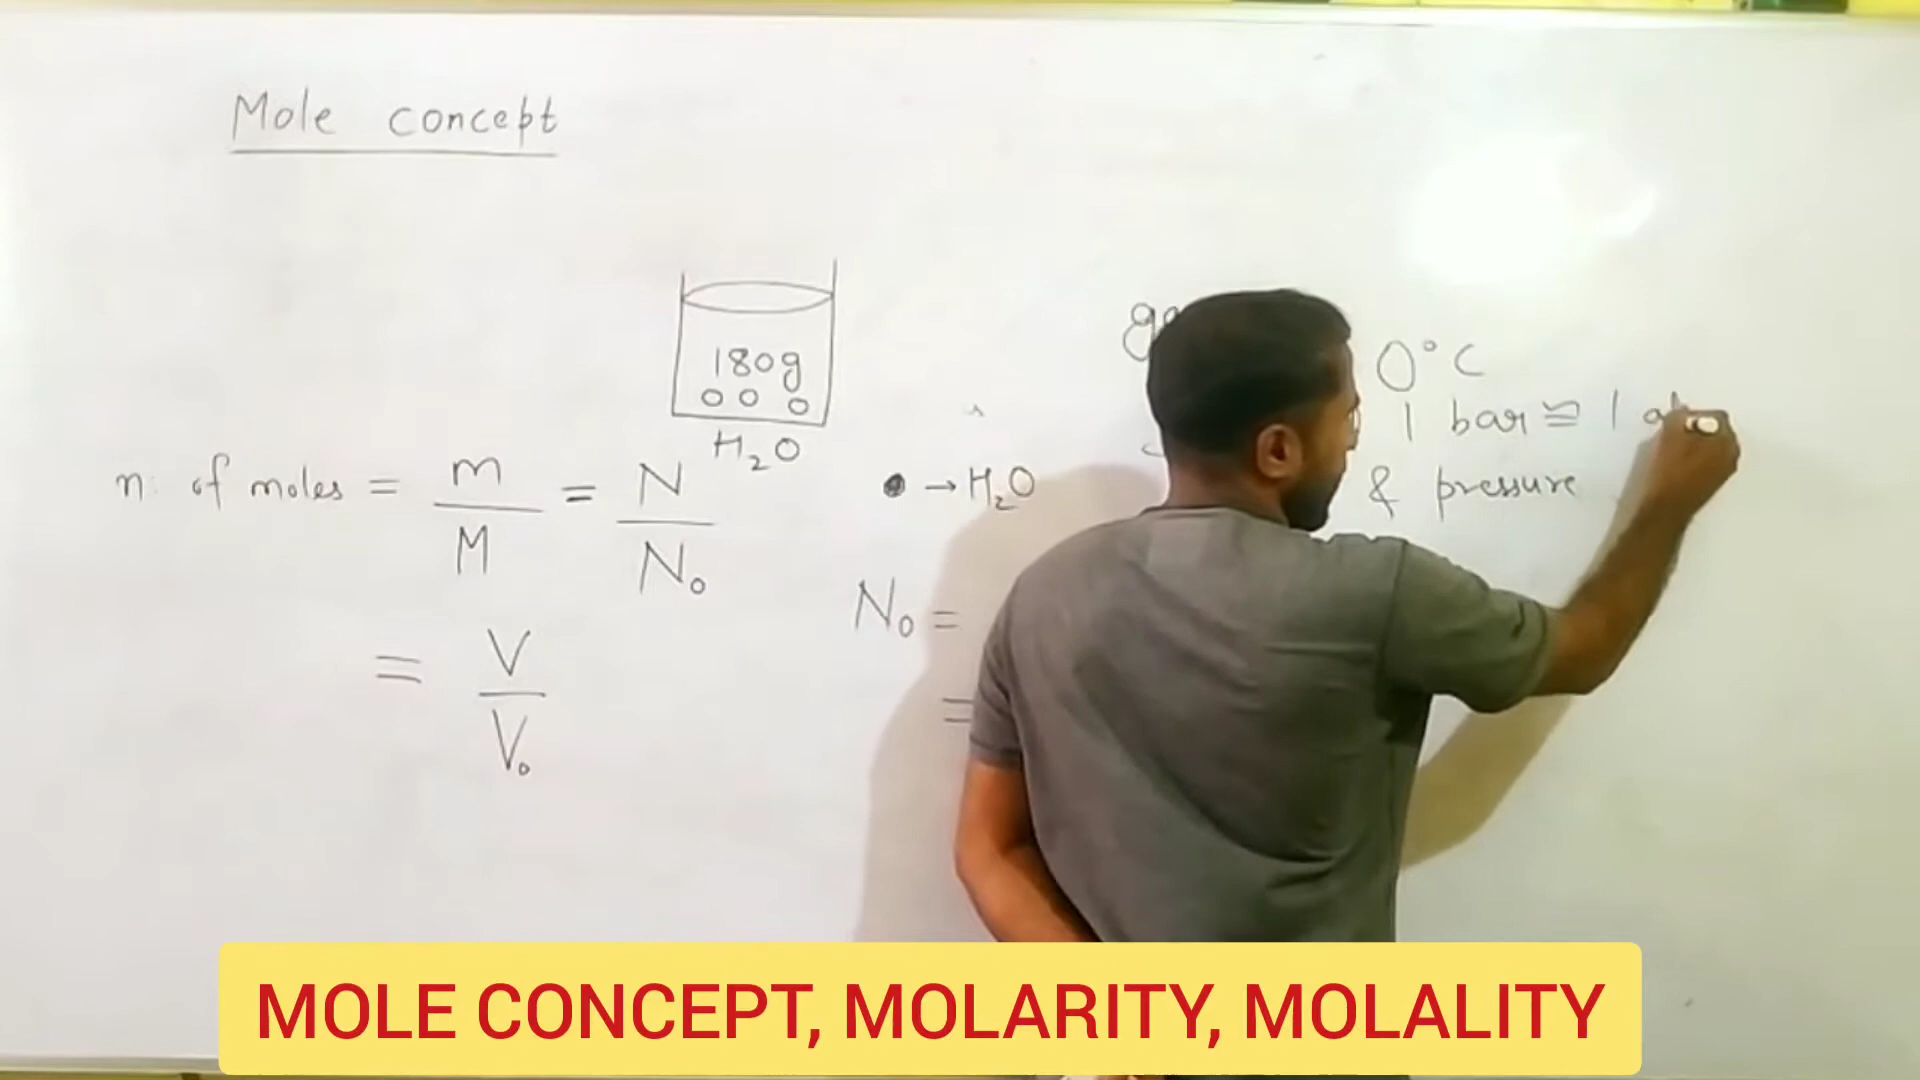 Mole concept
180g
H₂O
n. of moles = m/M = N/N₀
= V/V₀
→ H₂O
N₀ =
=
0°C
1 bar ≅ 1
& pressure
MOLE CONCEPT, MOLARITY, MOLALITY